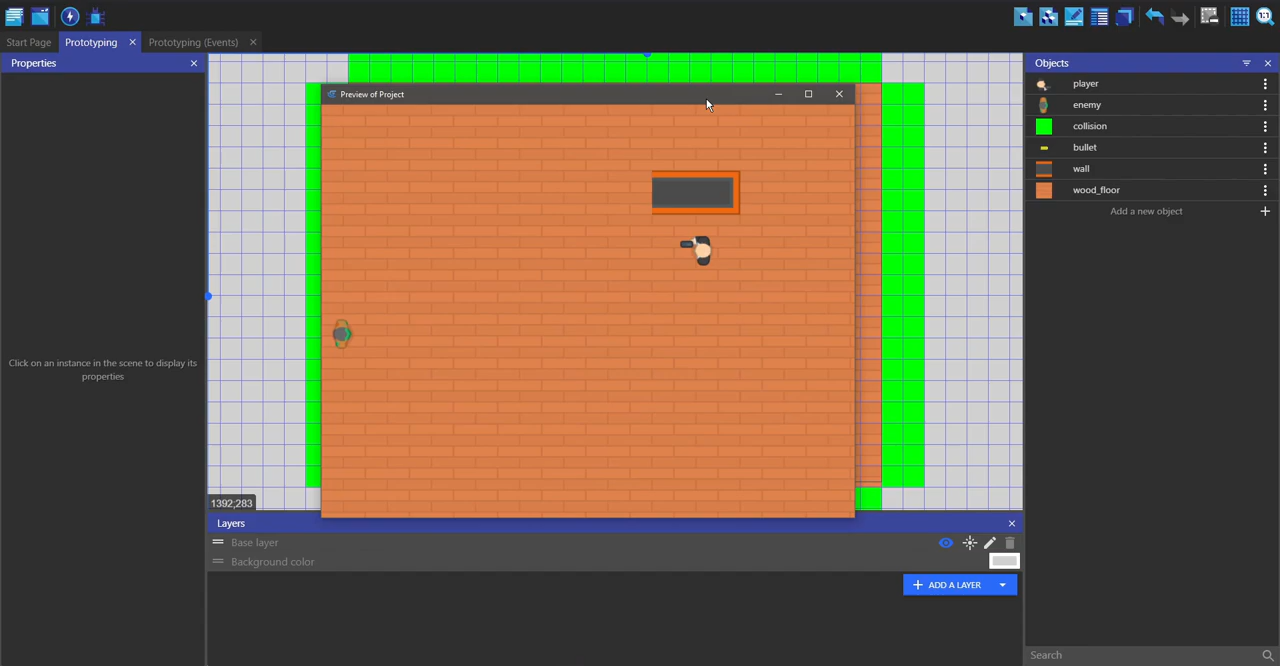 Start Page
Prototyping
Prototyping (Events)
Properties
Objects
Preview of Project
player
enemy
collision
bullet
wall
wood_floor
Add a new object
Click on an instance in the scene to display its
properties
1392;283
Layers
Base layer
Background color
ADD A LAYER
Search
1:1